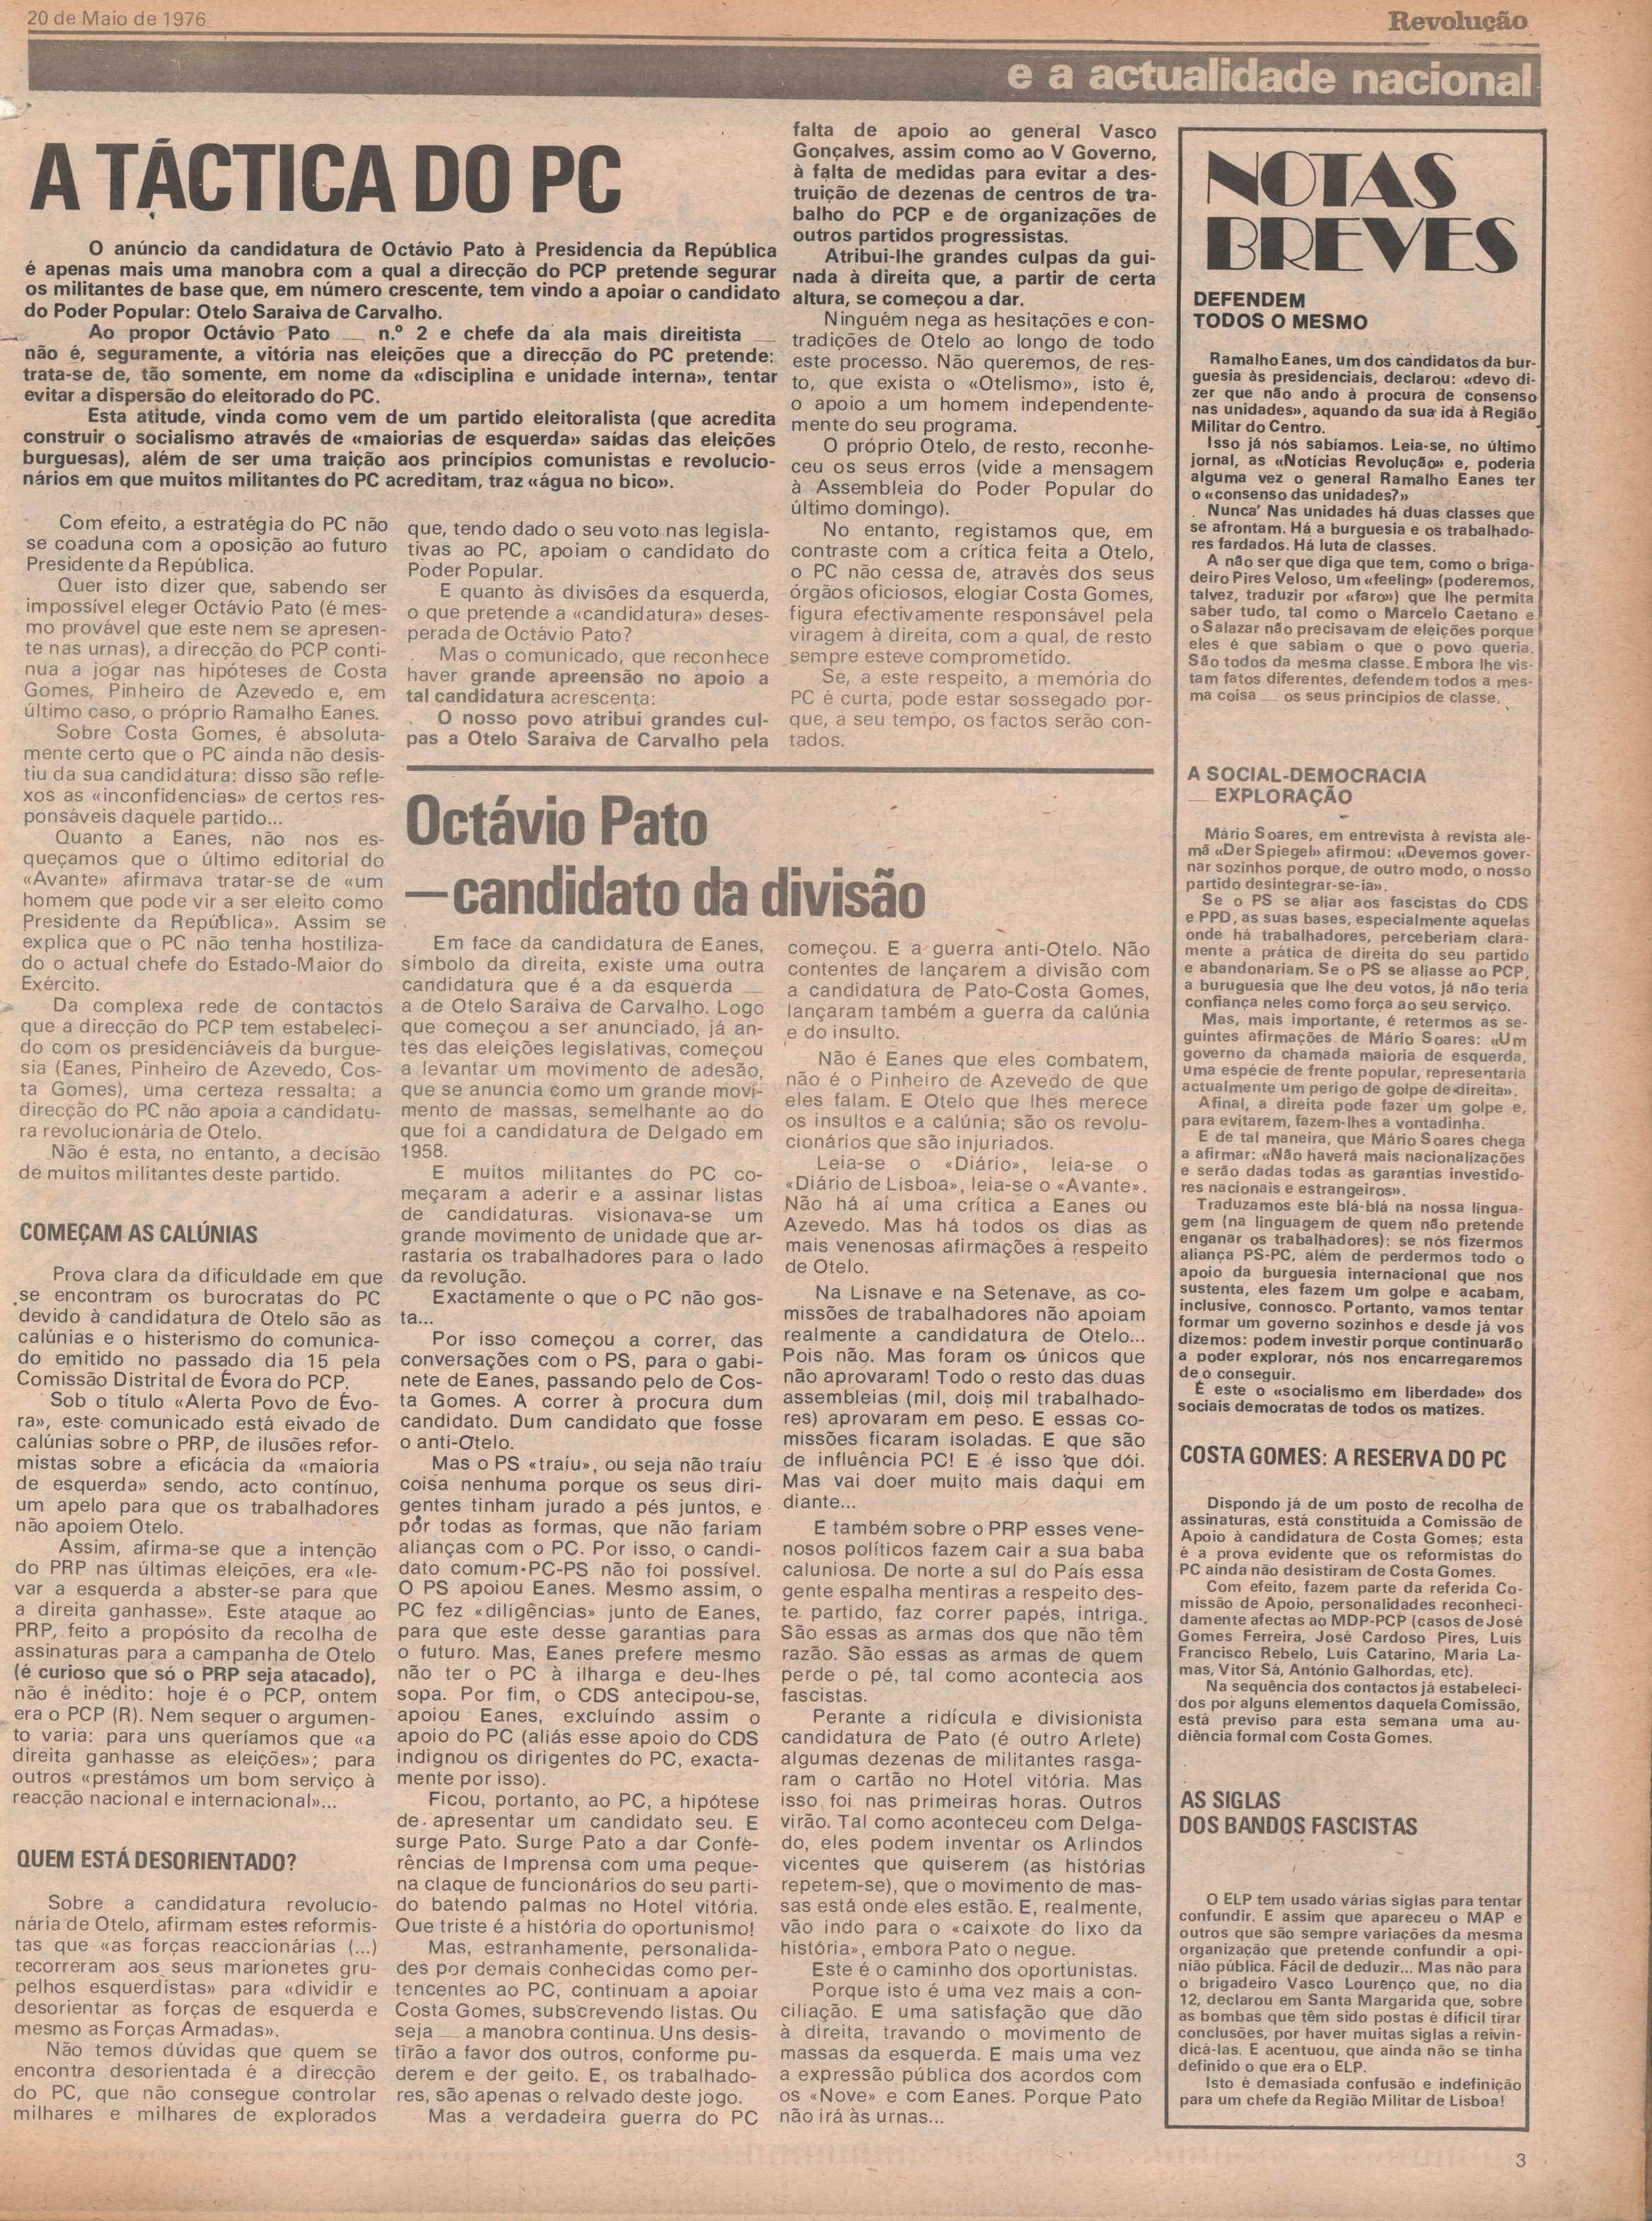 20 de Maio de 1976
Revolução
e a actualidade nacional
A TÁCTICA DO PC
O anúncio da candidatura de Octávio Pato à Presidencia da República
é apenas mais uma manobra com a qual a direcção do PCP pretende segurar
os militantes de base que, em número crescente, tem vindo a apoiar o candidato
do Poder Popular: Otelo Saraiva de Carvalho.
Ao propor Octávio Pato — n.º 2 e chefe da ala mais direitista —
não é, seguramente, a vitória nas eleições que a direcção do PC pretende:
trata-se de, tão somente, em nome da «disciplina e unidade interna», tentar
evitar a dispersão do eleitorado do PC.
Esta atitude, vinda como vem de um partido eleitoralista (que acredita
construir o socialismo através de «maiorias de esquerda» saídas das eleições
burguesas), além de ser uma traição aos princípios comunistas e revolucio-
nários em que muitos militantes do PC acreditam, traz «água no bico».
Com efeito, a estratégia do PC não
se coaduna com a oposição ao futuro
Presidente da República.
Quer isto dizer que, sabendo ser
impossível eleger Octávio Pato (é mes-
mo provável que este nem se apresen-
te nas urnas), a direcção do PCP conti-
nua a jogar nas hipóteses de Costa
Gomes, Pinheiro de Azevedo e, em
último caso, o próprio Ramalho Eanes.
Sobre Costa Gomes, é absoluta-
mente certo que o PC ainda não desis-
tiu da sua candidatura: disso são refle-
xos as «inconfidencias» de certos res-
ponsáveis daquele partido...
Quanto a Eanes, não nos es-
queçamos que o último editorial do
«Avante» afirmava tratar-se de «um
homem que pode vir a ser eleito como
Presidente da República». Assim se
explica que o PC não tenha hostiliza-
do o actual chefe do Estado-Maior do
Exército.
Da complexa rede de contactos
que a direcção do PCP tem estabeleci-
do com os presidenciáveis da burgue-
sia (Eanes, Pinheiro de Azevedo, Cos-
ta Gomes), uma certeza ressalta: a
direcção do PC não apoia a candidatu-
ra revolucionária de Otelo.
Não é esta, no entanto, a decisão
de muitos militantes deste partido.
COMEÇAM AS CALÚNIAS
Prova clara da dificuldade em que
se encontram os burocratas do PC
devido à candidatura de Otelo são as
calúnias e o histerismo do comunica-
do emitido no passado dia 15 pela
Comissão Distrital de Évora do PCP.
Sob o título «Alerta Povo de Évo-
ra», este comunicado está eivado de
calúnias sobre o PRP, de ilusões refor-
mistas sobre a eficácia da «maioria
de esquerda» sendo, acto contínuo,
um apelo para que os trabalhadores
não apoiem Otelo.
Assim, afirma-se que a intenção
do PRP nas últimas eleições, era «le-
var a esquerda a abster-se para que
a direita ganhasse». Este ataque ao
PRP, feito a propósito da recolha de
assinaturas para a campanha de Otelo
(é curioso que só o PRP seja atacado),
não é inédito: hoje é o PCP, ontem
era o PCP (R). Nem sequer o argumen-
to varia: para uns queríamos que «a
direita ganhasse as eleições»; para
outros «prestámos um bom serviço à
reacção nacional e internacional»...
QUEM ESTÁ DESORIENTADO?
Sobre a candidatura revolucio-
nária de Otelo, afirmam estes reformis-
tas que «as forças reaccionárias (...)
recorreram aos seus marionetes gru-
pelhos esquerdistas» para «dividir e
desorientar as forças de esquerda e
mesmo as Forças Armadas».
Não temos dúvidas que quem se
encontra desorientada é a direcção
do PC, que não consegue controlar
milhares e milhares de explorados
que, tendo dado o seu voto nas legisla-
tivas ao PC, apoiam o candidato do
Poder Popular.
E quanto às divisões da esquerda,
o que pretende a «candidatura» deses-
perada de Octávio Pato?
Mas o comunicado, que reconhece
haver grande apreensão no apoio a
tal candidatura acrescenta:
O nosso povo atribui grandes cul-
pas a Otelo Saraiva de Carvalho pela
falta de apoio ao general Vasco
Gonçalves, assim como ao V Governo,
à falta de medidas para evitar a des-
truição de dezenas de centros de tra-
balho do PCP e de organizações de
outros partidos progressistas.
Atribui-lhe grandes culpas da gui-
nada à direita que, a partir de certa
altura, se começou a dar.
Ninguém nega as hesitações e con-
tradições de Otelo ao longo de todo
este processo. Não queremos, de res-
to, que exista o «Otelismo», isto é,
o apoio a um homem independente-
mente do seu programa.
O próprio Otelo, de resto, reconhe-
ceu os seus erros (vide a mensagem
à Assembleia do Poder Popular do
último domingo).
No entanto, registamos que, em
contraste com a crítica feita a Otelo,
o PC não cessa de, através dos seus
órgãos oficiosos, elogiar Costa Gomes,
figura efectivamente responsável pela
viragem à direita, com a qual, de resto
sempre esteve comprometido.
Se, a este respeito, a memória do
PC é curta, pode estar sossegado por-
que, a seu tempo, os factos serão con-
tados.
Octávio Pato
—candidato da divisão
Em face da candidatura de Eanes,
símbolo da direita, existe uma outra
candidatura que é a da esquerda —
a de Otelo Saraiva de Carvalho. Logo
que começou a ser anunciado, já an-
tes das eleições legislativas, começou
a levantar um movimento de adesão,
que se anuncia como um grande movi-
mento de massas, semelhante ao do
que foi a candidatura de Delgado em
1958.
E muitos militantes do PC co-
meçaram a aderir e a assinar listas
de candidaturas. visionava-se um
grande movimento de unidade que ar-
rastaria os trabalhadores para o lado
da revolução.
Exactamente o que o PC não gos-
ta...
Por isso começou a correr, das
conversações com o PS, para o gabi-
nete de Eanes, passando pelo de Cos-
ta Gomes. A correr à procura dum
candidato. Dum candidato que fosse
o anti-Otelo.
Mas o PS «traíu», ou seja não traíu
coisa nenhuma porque os seus diri-
gentes tinham jurado a pés juntos, e
por todas as formas, que não fariam
alianças com o PC. Por isso, o candi-
dato comum PC-PS não foi possível.
O PS apoiou Eanes. Mesmo assim, o
PC fez «diligências» junto de Eanes,
para que este desse garantias para
o futuro. Mas, Eanes prefere mesmo
não ter o PC à ilharga e deu-lhes
sopa. Por fim, o CDS antecipou-se,
apoiou Eanes, excluíndo assim o
apoio do PC (aliás esse apoio do CDS
indignou os dirigentes do PC, exacta-
mente por isso).
Ficou, portanto, ao PC, a hipótese
de apresentar um candidato seu. E
surge Pato. Surge Pato a dar Confe-
rências de Imprensa com uma peque-
na claque de funcionários do seu parti-
do batendo palmas no Hotel vitória.
Que triste é a história do oportunismo!
Mas, estranhamente, personalida-
des por demais conhecidas como per-
tencentes ao PC, continuam a apoiar
Costa Gomes, subscrevendo listas. Ou
seja — a manobra continua. Uns desis-
tirão a favor dos outros, conforme pu-
derem e der geito. E, os trabalhado-
res, são apenas o relvado deste jogo.
Mas a verdadeira guerra do PC
começou. E a guerra anti-Otelo. Não
contentes de lançarem a divisão com
a candidatura de Pato-Costa Gomes,
lançaram também a guerra da calúnia
e do insulto.
Não é Eanes que eles combatem,
não é o Pinheiro de Azevedo de que
eles falam. E Otelo que lhes merece
os insultos e a calúnia; são os revolu-
cionários que são injuriados.
Leia-se o «Diário», leia-se o
«Diário de Lisboa», leia-se o «Avante».
Não há aí uma crítica a Eanes ou
Azevedo. Mas há todos os dias as
mais venenosas afirmações a respeito
de Otelo.
Na Lisnave e na Setenave, as co-
missões de trabalhadores não apoiam
realmente a candidatura de Otelo...
Pois não. Mas foram os únicos que
não aprovaram! Todo o resto das duas
assembleias (mil, dois mil trabalhado-
res) aprovaram em peso. E essas co-
missões ficaram isoladas. E que são
de influência PC! E é isso que dói.
Mas vai doer muito mais daqui em
diante...
E também sobre o PRP esses vene-
nosos políticos fazem cair a sua baba
caluniosa. De norte a sul do País essa
gente espalha mentiras a respeito des-
te partido, faz correr papés, intriga..
São essas as armas dos que não têm
razão. São essas as armas de quem
perde o pé, tal como acontecia aos
fascistas.
Perante a ridícula e divisionista
candidatura de Pato (é outro Arlete)
algumas dezenas de militantes rasga-
ram o cartão no Hotel vitória. Mas
isso foi nas primeiras horas. Outros
virão. Tal como aconteceu com Delga-
do, eles podem inventar os Arlindos
vicentes que quiserem (as histórias
repetem-se), que o movimento de mas-
sas está onde eles estão. E, realmente,
vão indo para o «caixote do lixo da
história», embora Pato o negue.
Este é o caminho dos oportunistas.
Porque isto é uma vez mais a con-
ciliação. E uma satisfação que dão
à direita, travando o movimento de
massas da esquerda. E mais uma vez
a expressão pública dos acordos com
os «Nove» e com Eanes. Porque Pato
não irá às urnas...
NOTAS
BREVES
DEFENDEM
TODOS O MESMO
Ramalho Eanes, um dos candidatos da bur-
guesia às presidenciais, declarou: «devo di-
zer que não ando à procura de consenso
nas unidades», aquando da sua ida à Região
Militar do Centro.
Isso já nós sabíamos. Leia-se, no último
jornal, as «Notícias Revolução» e, poderia
alguma vez o general Ramalho Eanes ter
o «consenso das unidades?»
Nunca' Nas unidades há duas classes que
se afrontam. Há a burguesia e os trabalhado-
res fardados. Há luta de classes.
A não ser que diga que tem, como o briga-
deiro Pires Veloso, um «feeling» (poderemos,
talvez, traduzir por «faro») que lhe permita
saber tudo, tal como o Marcelo Caetano e
o Salazar não precisavam de eleições porque
eles é que sabiam o que o povo queria.
São todos da mesma classe. Embora lhe vis-
tam fatos diferentes, defendem todos a mes-
ma coisa — os seus princípios de classe.
A SOCIAL-DEMOCRACIA
— EXPLORAÇÃO
Mário Soares, em entrevista à revista ale-
mã «Der Spiegel» afirmou: «Devemos gover-
nar sozinhos porque, de outro modo, o nosso
partido desintegrar-se-ia».
Se o PS se aliar aos fascistas do CDS
e PPD, as suas bases, especialmente aquelas
onde há trabalhadores, perceberiam clara-
mente a prática de direita do seu partido
e abandonariam. Se o PS se aliasse ao PCP,
a buruguesia que lhe deu votos, já não teria
confiança neles como força ao seu serviço.
Mas, mais importante, é retermos as se-
guintes afirmações de Mário Soares: «Um
governo da chamada maioria de esquerda,
uma espécie de frente popular, representaria
actualmente um perigo de golpe de direita».
Afinal, a direita pode fazer um golpe e,
para evitarem, fazem-lhes a vontadinha.
E de tal maneira, que Mário Soares chega
a afirmar: «Não haverá mais nacionalizações
e serão dadas todas as garantias investido-
res nacionais e estrangeiros».
Traduzamos este blá-blá na nossa lingua-
gem (na linguagem de quem não pretende
enganar os trabalhadores): se nós fizermos
aliança PS-PC, além de perdermos todo o
apoio da burguesia internacional que nos
sustenta, eles fazem um golpe e acabam,
inclusive, connosco. Portanto, vamos tentar
formar um governo sozinhos e desde já vos
dizemos: podem investir porque continuarão
a poder explorar, nós nos encarregaremos
de o conseguir.
É este o «socialismo em liberdade» dos
sociais democratas de todos os matizes.
COSTA GOMES: A RESERVA DO PC
Dispondo já de um posto de recolha de
assinaturas, está constituída a Comissão de
Apoio à candidatura de Costa Gomes; esta
é a prova evidente que os reformistas do
PC ainda não desistiram de Costa Gomes.
Com efeito, fazem parte da referida Co-
missão de Apoio, personalidades reconheci-
damente afectas ao MDP-PCP (casos de José
Gomes Ferreira, José Cardoso Pires, Luís
Francisco Rebelo, Luís Catarino, Maria La-
mas, Vitor Sá, António Galhordas, etc).
Na sequência dos contactos já estabeleci-
dos por alguns elementos daquela Comissão,
está previso para esta semana uma au-
diência formal com Costa Gomes.
AS SIGLAS
DOS BANDOS FASCISTAS
O ELP tem usado várias siglas para tentar
confundir. E assim que apareceu o MAP e
outros que são sempre variações da mesma
organização que pretende confundir a opi-
nião pública. Fácil de deduzir... Mas não para
o brigadeiro Vasco Lourenço que, no dia
12, declarou em Santa Margarida que, sobre
as bombas que têm sido postas é difícil tirar
conclusões, por haver muitas siglas a reivin-
dicá-las. E acentuou, que ainda não se tinha
definido o que era o ELP.
Isto é demasiada confusão e indefinição
para um chefe da Região Militar de Lisboa!
3